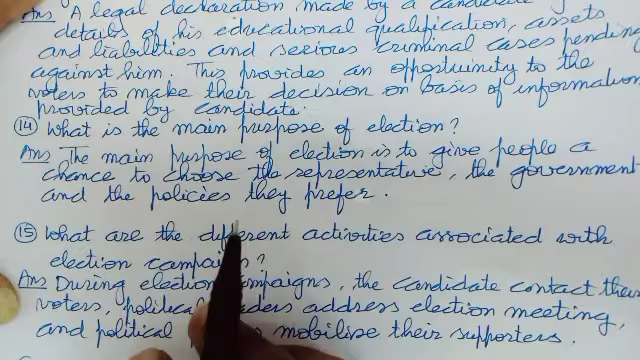 Ans A legal declaration made by a candidate
details of his educational qualification, assets
and liabilities and serious criminal cases pending
against him. This provides an opportuinity to the
voters to make their decision on basis of information
provided by candidate.
(14) What is the main purpose of election?
Ans The main purpose of election is to give people a
chance to choose the representative, the government
and the policies they prefer.
(15) What are the different activities associated with
election campaigns?
Ans During election campaigns, the candidate contact their
voters, political address election meeting,
and political mobilise their supporters.